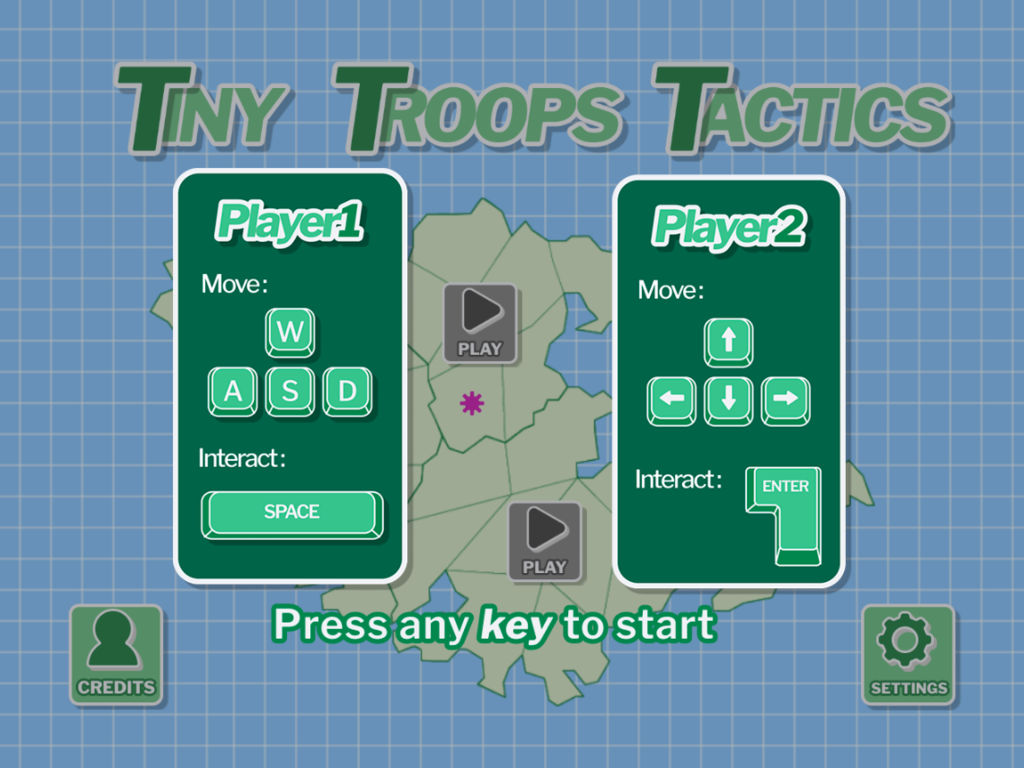 TINY TROOPS TACTICS
Player1
Move:
W
A S D
Interact:
SPACE
PLAY
PLAY
Player2
Move:
↑
← ↓ →
Interact:
ENTER
Press any key to start
CREDITS
SETTINGS